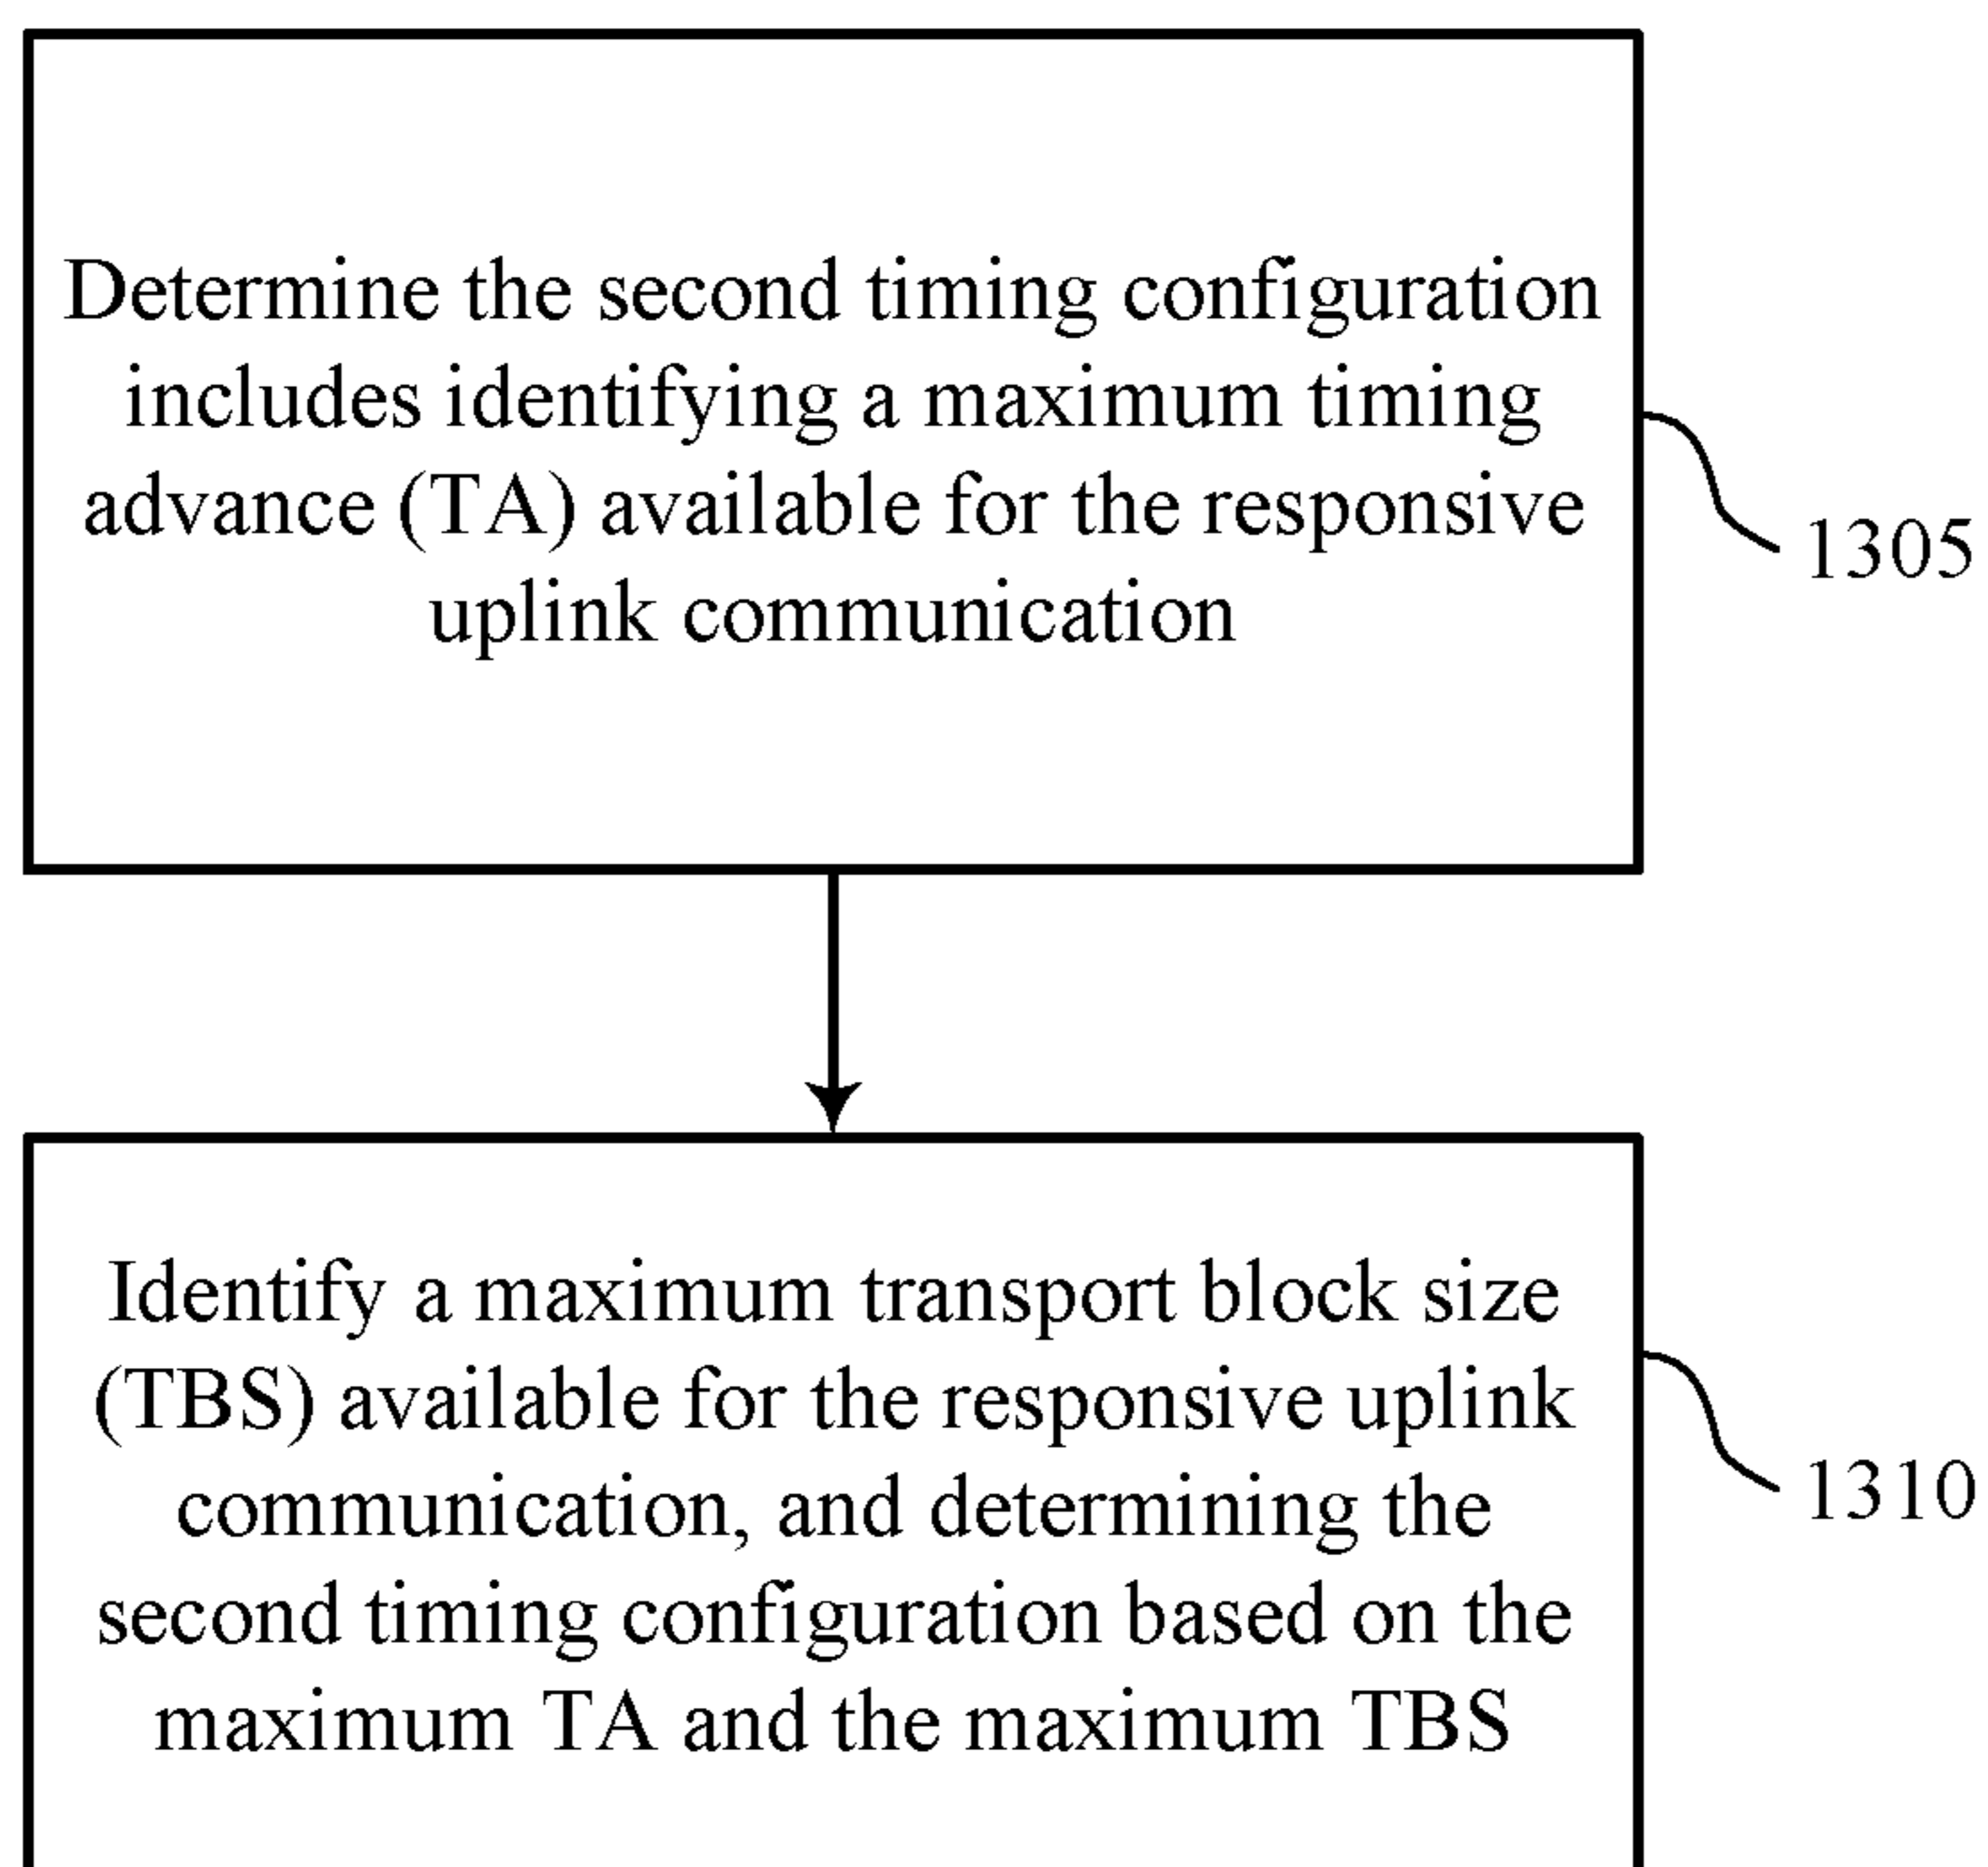 Determine the second timing configuration
includes identifying a maximum timing
advance (TA) available for the responsive
uplink communication
1305
Identify a maximum transport block size
(TBS) available for the responsive uplink
communication, and determining the
second timing configuration based on the
maximum TA and the maximum TBS
1310